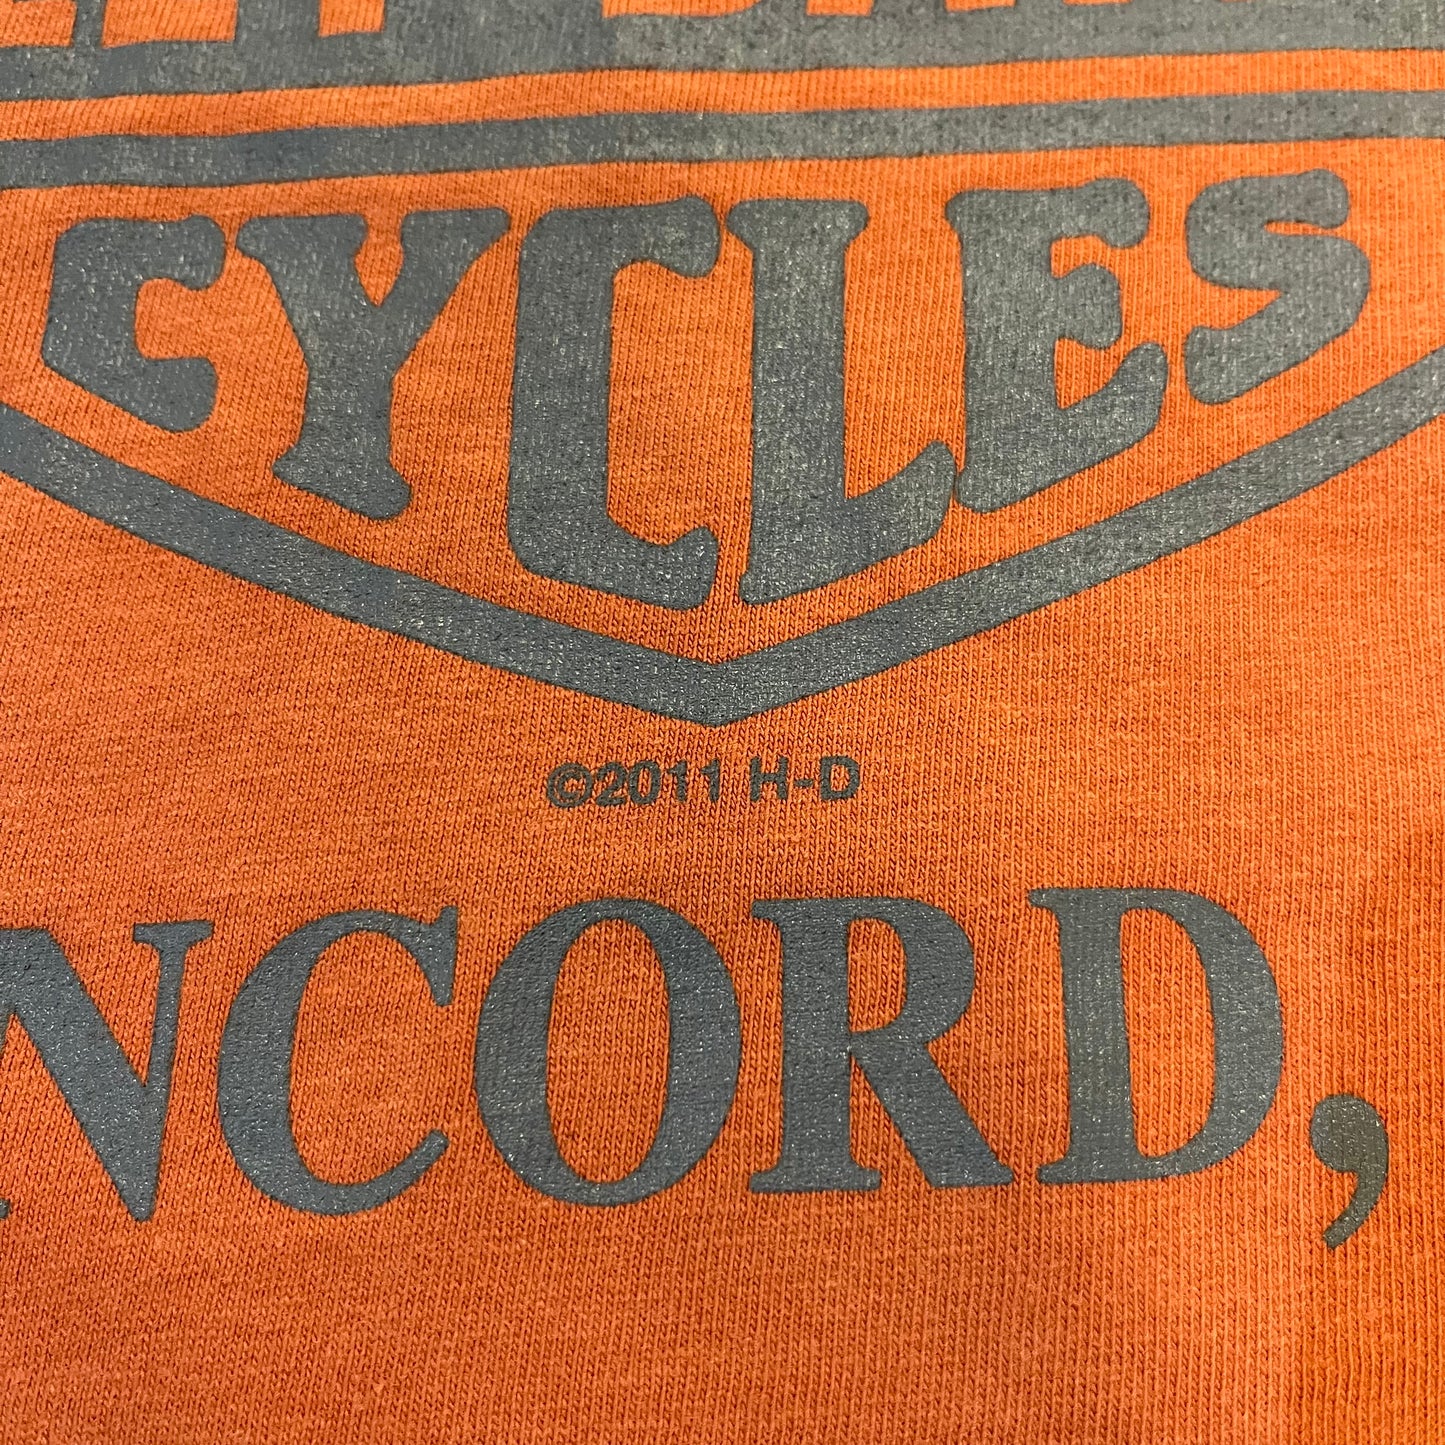 CYCLES
©2011 H-D
NCORD,